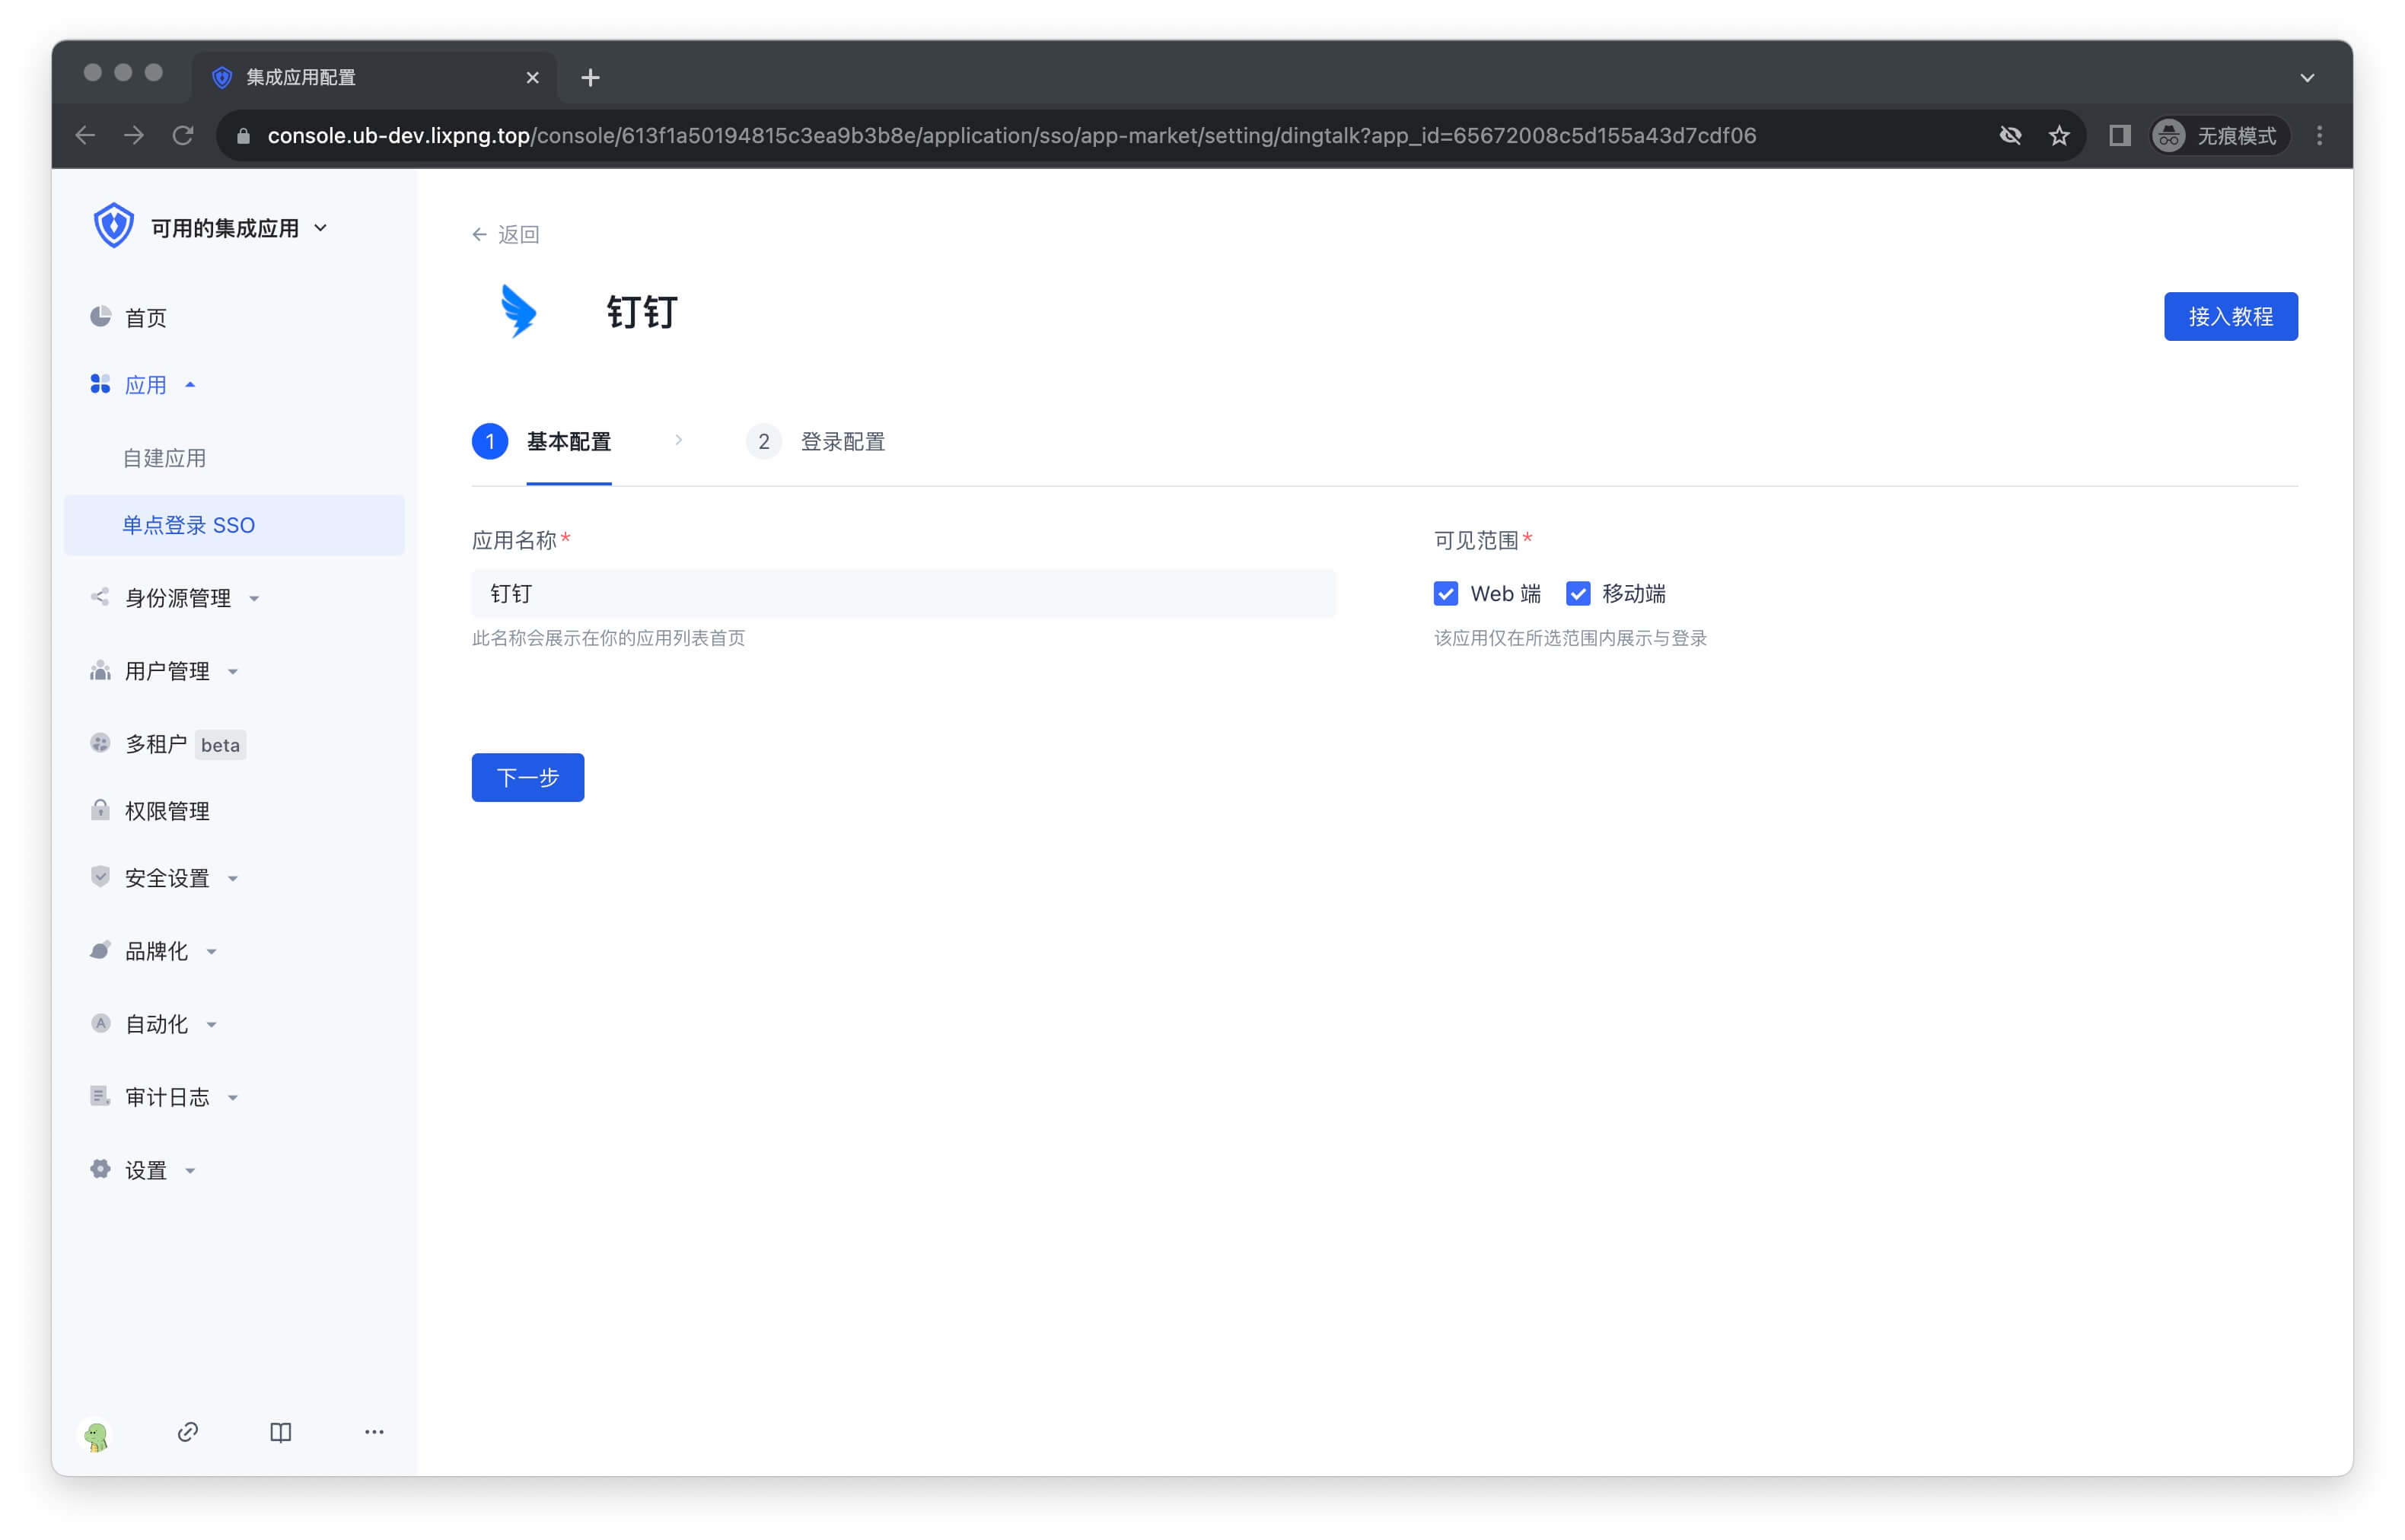 集成应用配置
console.ub-dev.lixpng.top/console/613f1a50194815c3ea9b3b8e/application/sso/app-market/setting/dingtalk?app_id=65672008c5d155a43d7cdf06
无痕模式
可用的集成应用
首页
应用
自建应用
单点登录 SSO
身份源管理
用户管理
多租户 beta
权限管理
安全设置
品牌化
A 自动化
审计日志
设置
返回
钉钉
接入教程
1 基本配置
2 登录配置
应用名称*
钉钉
此名称会展示在你的应用列表首页
可见范围*
Web 端 移动端
该应用仅在所选范围内展示与登录
下一步